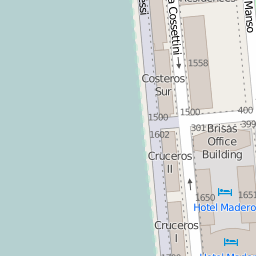 a Cossettini
Manso
1558
Costeros
Sur
1500
1500
400
1602
301
399
Brisas
Office
Building
Cruceros
II
1650
1651
Hotel Madero
Cruceros
I